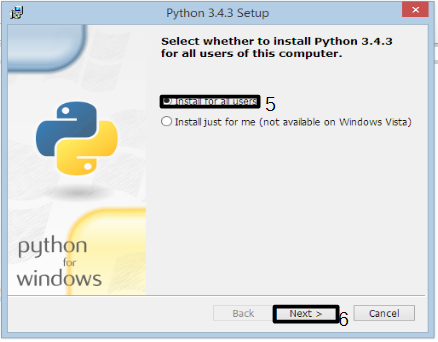 Python 3.4.3 Setup
Select whether to install Python 3.4.3
for all users of this computer.
Install for all users 5
Install just for me (not available on Windows Vista)
python
for
windows
Back Next > 6 Cancel